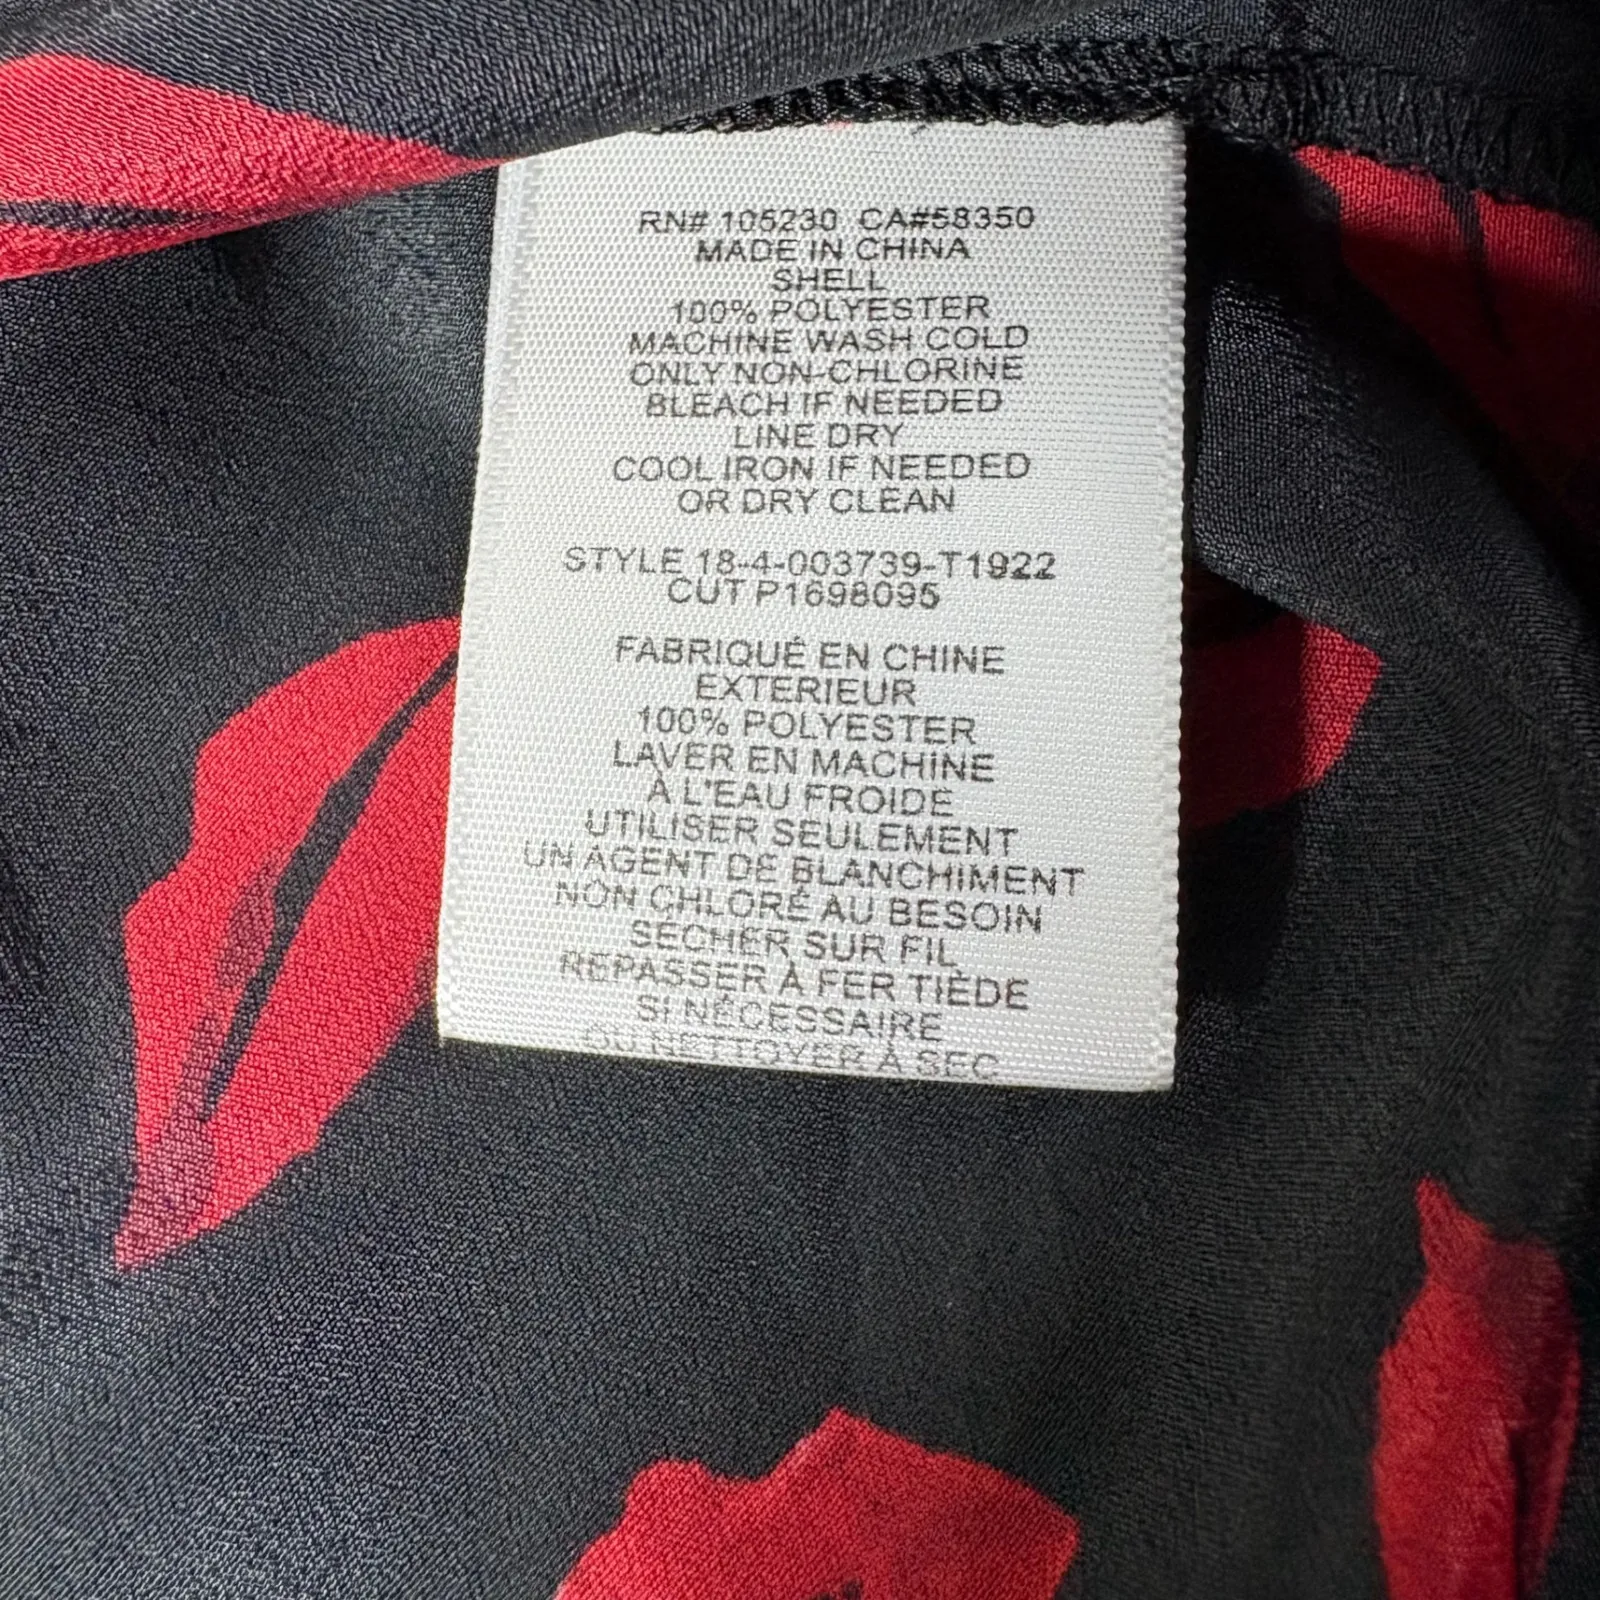 RN# 105230 CA#58350
MADE IN CHINA
SHELL
100% POLYESTER
MACHINE WASH COLD
ONLY NON-CHLORINE
BLEACH IF NEEDED
LINE DRY
COOL IRON IF NEEDED
OR DRY CLEAN
STYLE 18-4-003739-T1922
CUT P1698095
FABRIQUÉ EN CHINE
EXTERIEUR
100% POLYESTER
LAVER EN MACHINE
À L'EAU FROIDE
UTILISER SEULEMENT
UN AGENT DE BLANCHIMENT
NON CHLORÉ AU BESOIN
SÉCHER SUR FIL
REPASSER À FER TIÈDE
SI NÉCESSAIRE
OU NETTOYER À SEC